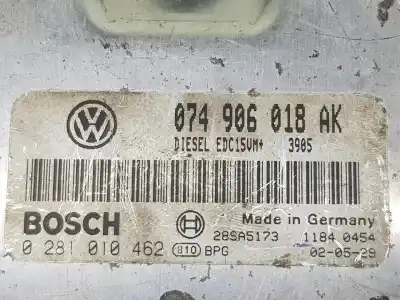 074 906 018 AK
DIESEL EDC15VM+ 3905
BOSCH
Made in Germany
28SA5173 1184 0454
0 281 010 462 810 BPG 02-05-29